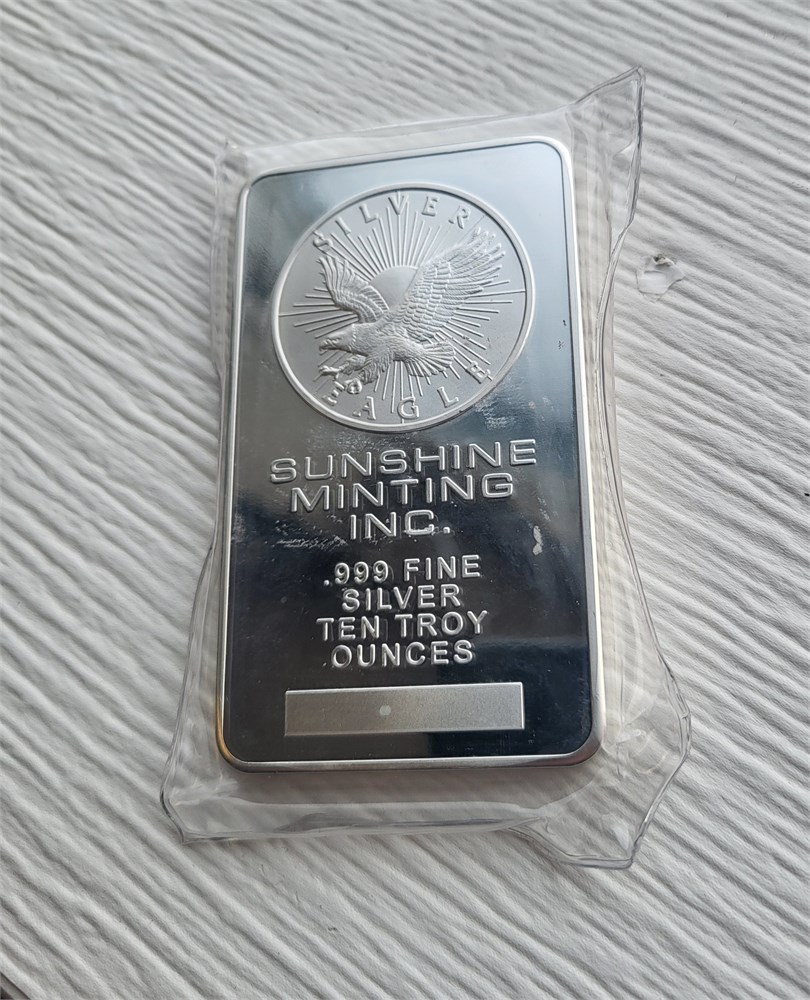 SILVER
EAGLE
SUNSHINE
MINTING
INC.
.999 FINE
SILVER
TEN TROY
OUNCES